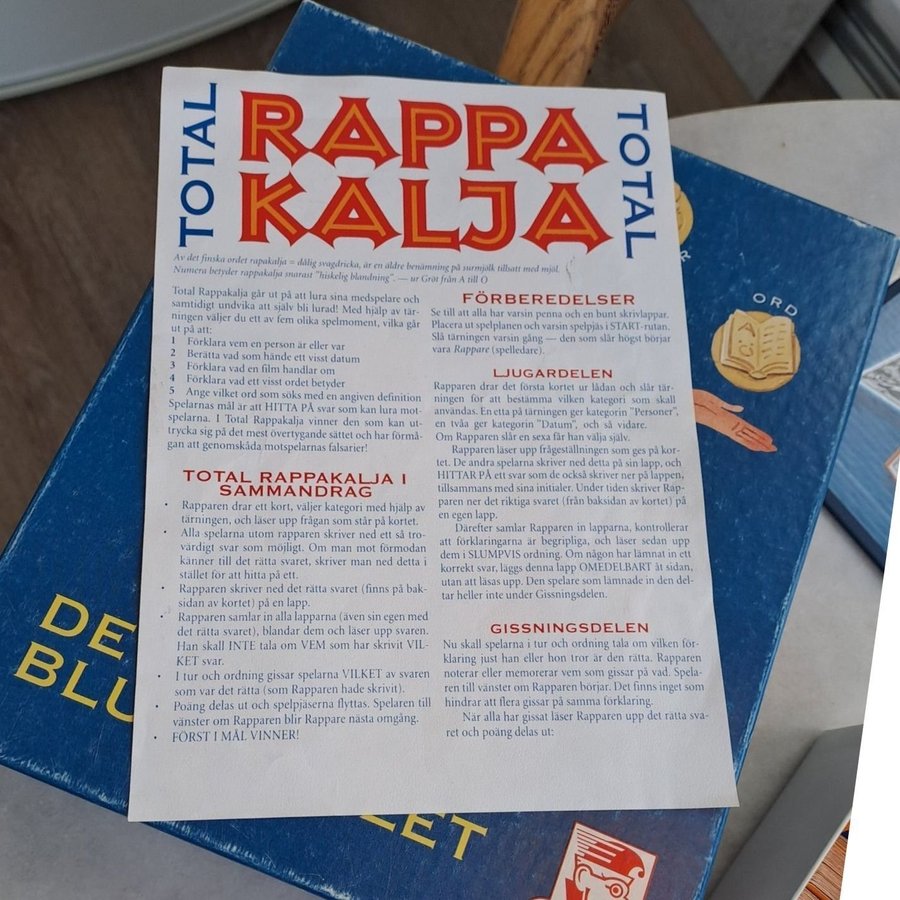 TOTAL
RAPPA
KALJA
TOTAL
Av det finska ordet rapakalja = dålig svagdricka, är en äldre benämning på surmjölk tillsatt med mjöl.
Numera betyder rappakalja snarast "hiskelig blandning". — ur Gröt från A till Ö
Total Rappakalja går ut på att lura sina medspelare och
samtidigt undvika att själv bli lurad! Med hjälp av tär-
ningen väljer du ett av fem olika spelmoment, vilka går
ut på att:
1 Förklara vem en person är eller var
2 Berätta vad som hände ett visst datum
3 Förklara vad en film handlar om
4 Förklara vad ett visst ordet betyder
5 Ange vilket ord som söks med en angiven definition
Spelarnas mål är att HITTA PÅ svar som kan lura mot-
spelarna. I Total Rappakalja vinner den som kan ut-
trycka sig på det mest övertygande sättet och har förmå-
gan att genomskåda motspelarnas falsarier!
TOTAL RAPPAKALJA I
SAMMANDRAG
• Rapparen drar ett kort, väljer kategori med hjälp av
tärningen, och läser upp frågan som står på kortet.
• Alla spelarna utom rapparen skriver ned ett så tro-
värdigt svar som möjligt. Om man mot förmodan
känner till det rätta svaret, skriver man ned detta i
stället för att hitta på ett.
• Rapparen skriver ned det rätta svaret (finns på bak-
sidan av kortet) på en lapp.
• Rapparen samlar in alla lapparna (även sin egen med
det rätta svaret), blandar dem och läser upp svaren.
Han skall INTE tala om VEM som har skrivit VIL-
KET svar.
• I tur och ordning gissar spelarna VILKET av svaren
som var det rätta (som Rapparen hade skrivit).
• Poäng delas ut och spelpjäserna flyttas. Spelaren till
vänster om Rapparen blir Rappare nästa omgång.
• FÖRST I MÅL VINNER!
FÖRBEREDELSER
Se till att alla har varsin penna och en bunt skrivlappar.
Placera ut spelplanen och varsin spelpjäs i START-rutan.
Slå tärningen varsin gång — den som slår högst börjar
vara Rappare (spelledare).
LJUGARDELEN
Rapparen drar det första kortet ur lådan och slår tär-
ningen för att bestämma vilken kategori som skall
användas. En etta på tärningen ger kategorin "Personer",
en tvåa ger kategorin "Datum", och så vidare.
Om Rapparen slår en sexa får han välja själv.
Rapparen läser upp frågeställningen som ges på kor-
tet. De andra spelarna skriver ned detta på sin lapp, och
HITTAR PÅ ett svar som de också skriver ner på lappen,
tillsammans med sina initialer. Under tiden skriver Rap-
paren ner det riktiga svaret (från baksidan av kortet) på
en egen lapp.
Därefter samlar Rapparen in lapparna, kontrollerar
att förklaringarna är begripliga, och läser sedan upp
dem i SLUMPVIS ordning. Om någon har lämnat in ett
korrekt svar, läggs denna lapp OMEDELBART åt sidan,
utan att läsas upp. Den spelare som lämnade in den del-
tar heller inte under Gissningsdelen.
GISSNINGSDELEN
Nu skall spelarna i tur och ordning tala om vilken för-
klaring just han eller hon tror är den rätta. Rapparen
noterar eller memorerar vem som gissar på vad. Spela-
ren till vänster om Rapparen börjar. Det finns inget som
hindrar att flera gissar på samma förklaring.
När alla har gissat läser Rapparen upp det rätta sva-
ret och poäng delas ut:
ORD